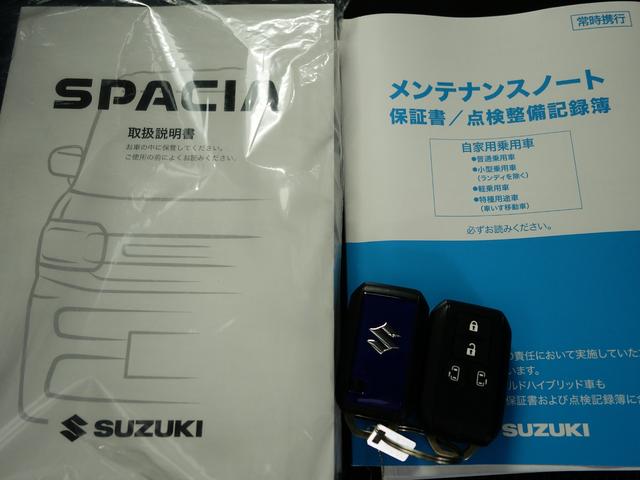 SPACIA
取扱説明書
お車の中に保管してください。
ご使用の前によくお読みください。
SUZUKI
常時携行
メンテナンスノート
保証書/点検整備記録簿
自家用乗用車
●普通乗用車
●小型乗用車
(ランディを除く)
●軽乗用車
●特種用途車
(車いす移動車)
必ずお読みください。
の責任において実施していた
います。
ルドハイブリッド車も
保証書および点検記録簿に
SUZUKI